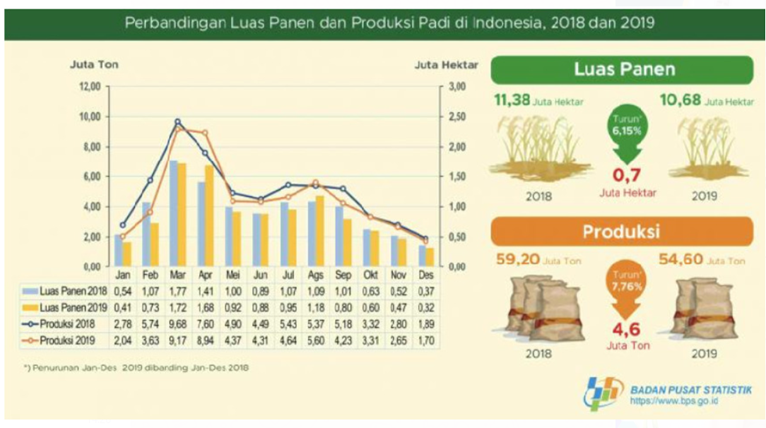 Perbandingan Luas Panen dan Produksi Padi di Indonesia, 2018 dan 2019
Juta Ton
Juta Hektar
12,00
10,00
8,00
6,00
4,00
2,00
0,00
3,00
2,50
2,00
1,50
1,00
0,50
0,00
Jan Feb Mar Apr Mei Jun Jul Ags Sep Okt Nov Des
Luas Panen 2018 0,54 1,07 1,77 1,41 1,00 0,89 1,07 1,09 1,01 0,63 0,52 0,37
Luas Panen 2019 0,41 0,73 1,72 1,68 0,92 0,88 0,95 1,18 0,80 0,60 0,47 0,32
Produksi 2018 2,78 5,74 9,68 7,60 4,90 4,49 5,43 5,37 5,18 3,32 2,80 1,89
Produksi 2019 2,04 3,63 9,17 8,94 4,37 4,31 4,64 5,60 4,23 3,31 2,65 1,70
*) Penurunan Jan-Des 2019 dibarding Jan-Des 2018
Luas Panen
11,38 Juta Hektar
10,68 Juta Hektar
Turun*
6,15%
0,7
Juta Hektar
2018
2019
Produksi
59,20 Juta Ton
54,60 Juta Ton
Turun*
7,76%
4,6
Juta Ton
2018
2019
BADAN PUSAT STATISTIK
https://www.bps.go.id